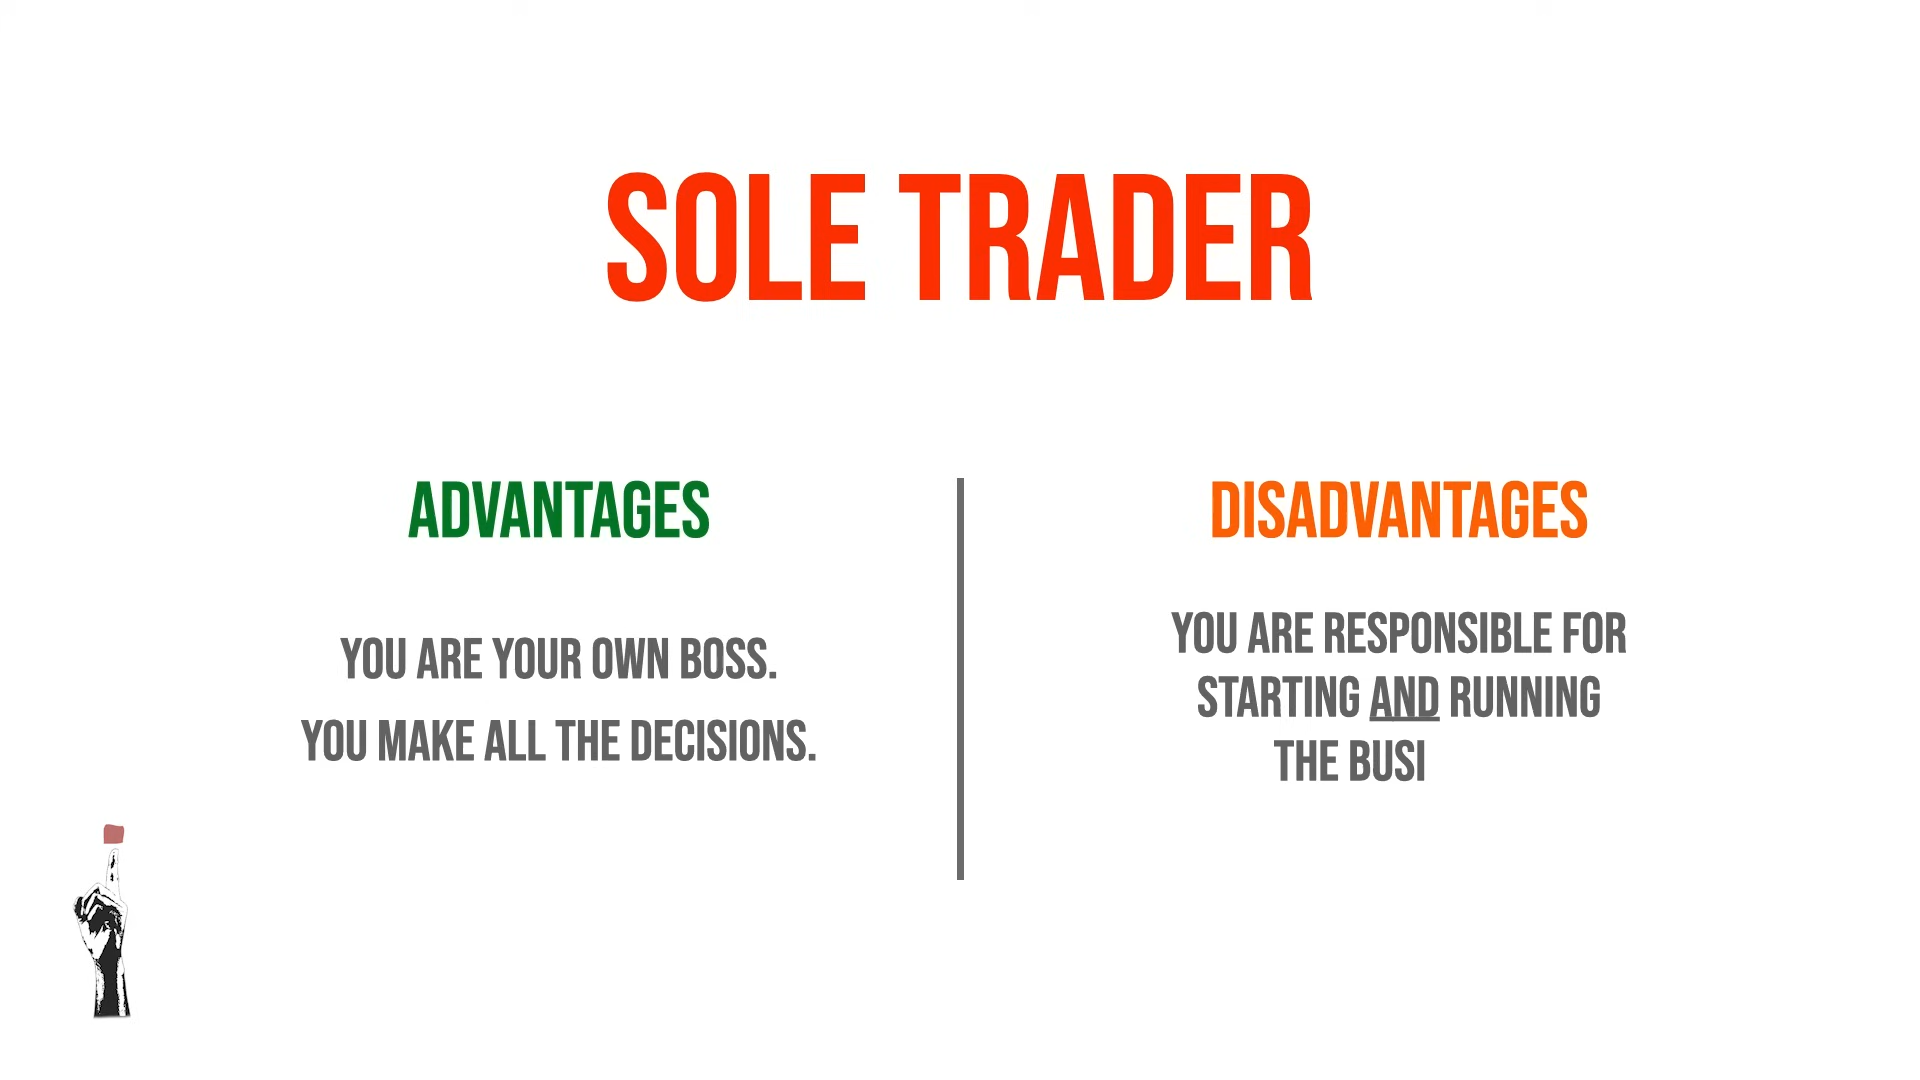 SOLE TRADER
ADVANTAGES
YOU ARE YOUR OWN BOSS.
YOU MAKE ALL THE DECISIONS.
DISADVANTAGES
YOU ARE RESPONSIBLE FOR
STARTING AND RUNNING
THE BUSI